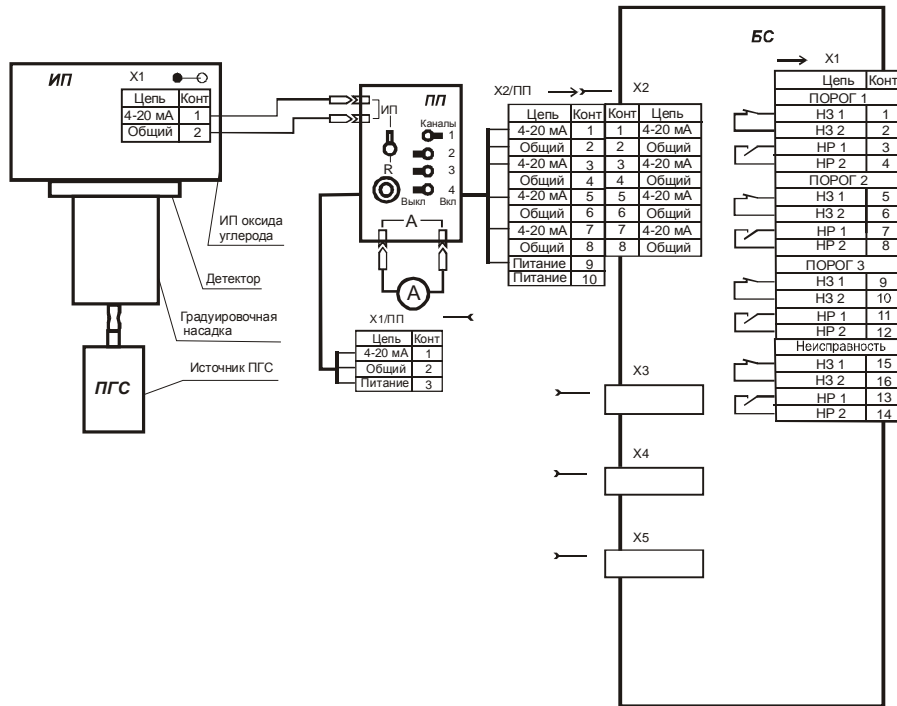 ИП
X1
Цепь Конт
4-20 мА 1
Общий 2
ИП оксида
углерода
Детектор
Градуировочная
насадка
Источник ПГС
ПГС
ПП
ИП
Каналы
1
2
3
4
R
Выкл Вкл
А
А
X1/ПП
Цепь Конт
4-20 мА 1
Общий 2
Питание 3
X2/ПП
X2
Цепь Конт Конт Цепь
4-20 мА 1 1 4-20 мА
Общий 2 2 Общий
4-20 мА 3 3 4-20 мА
Общий 4 4 Общий
4-20 мА 5 5 4-20 мА
Общий 6 6 Общий
4-20 мА 7 7 4-20 мА
Общий 8 8 Общий
Питание 9
Питание 10
БС
X1
Цепь Конт
ПОРОГ 1
НЗ 1 1
НЗ 2 2
НР 1 3
НР 2 4
ПОРОГ 2
НЗ 1 5
НЗ 2 6
НР 1 7
НР 2 8
ПОРОГ 3
НЗ 1 9
НЗ 2 10
НР 1 11
НР 2 12
Неисправность
НЗ 1 15
НЗ 2 16
НР 1 13
НР 2 14
X3
X4
X5